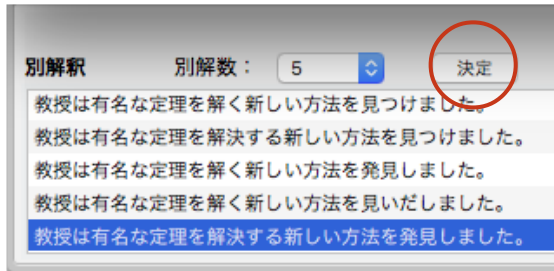 別解釈 別解数： 5 決定
教授は有名な定理を解く新しい方法を見つけました。
教授は有名な定理を解決する新しい方法を見つけました。
教授は有名な定理を解く新しい方法を発見しました。
教授は有名な定理を解く新しい方法を見いだしました。
教授は有名な定理を解決する新しい方法を発見しました。